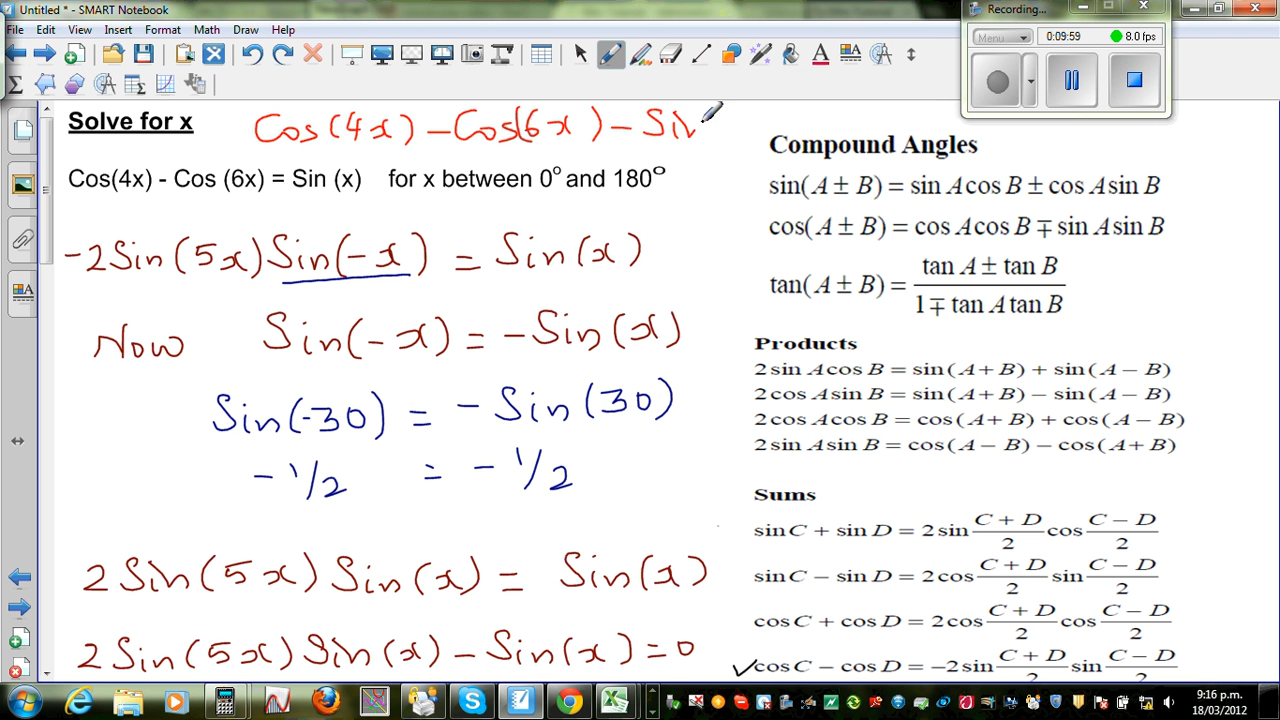 Untitled * - SMART Notebook
File Edit View Insert Format Math Draw Help
Recording...
Menu 0:09:59 8.0 fps
Solve for x
Cos(4x) - Cos(6x) - Sin
Cos(4x) - Cos (6x) = Sin (x) for x between 0° and 180°
-2Sin(5x)Sin(-x) = Sin(x)
Now Sin(-x) = -Sin(x)
Sin(-30) = -Sin(30)
-1/2 = -1/2
2Sin(5x)Sin(x) = Sin(x)
2Sin(5x)Sin(x) - Sin(x) = 0
Compound Angles
sin(A ± B) = sin A cos B ± cos A sin B
cos(A ± B) = cos A cos B ∓ sin A sin B
tan(A ± B) = (tan A ± tan B)/(1 ∓ tan A tan B)
Products
2 sin A cos B = sin(A + B) + sin(A − B)
2 cos A sin B = sin(A + B) − sin(A − B)
2 cos A cos B = cos(A + B) + cos(A − B)
2 sin A sin B = cos(A − B) − cos(A + B)
Sums
sin C + sin D = 2 sin (C + D)/2 cos (C − D)/2
sin C − sin D = 2 cos (C + D)/2 sin (C − D)/2
cos C + cos D = 2 cos (C + D)/2 cos (C − D)/2
✓cos C − cos D = −2 sin (C + D)/2 sin (C − D)/2
9:16 p.m.
18/03/2012